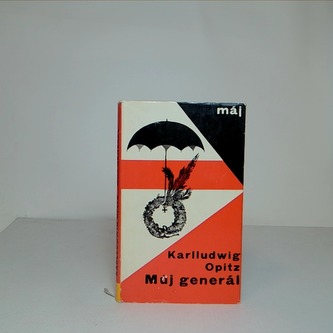 máj
Karlludwig
Opitz
Můj generál